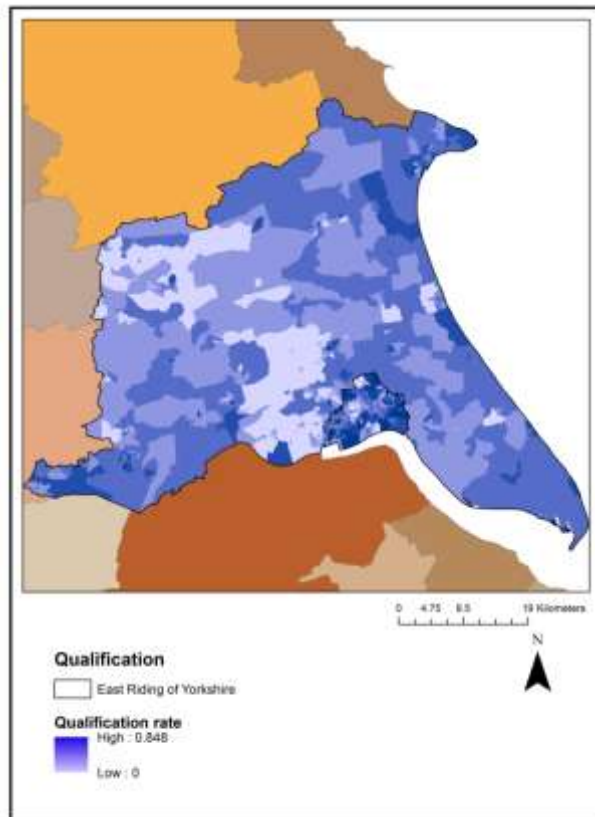 0 4.75 9.5 19 Kilometers
N
Qualification
East Riding of Yorkshire
Qualification rate
High : 0.848
Low : 0